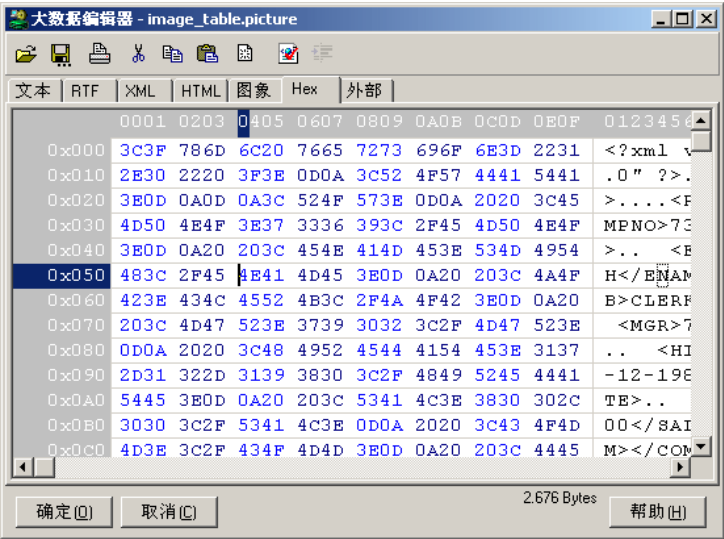 大数据编辑器 - image_table.picture
文本 RTF XML HTML 图象 Hex 外部
0001 0203 0405 0607 0809 0A0B 0C0D 0E0F 0123456
0x000 3C3F 786D 6C20 7665 7273 696F 6E3D 2231 <?xml v
0x010 2E30 2220 3F3E 0D0A 3C52 4F57 4441 5441 .0" ?>.
0x020 3E0D 0A0D 0A3C 524F 573E 0D0A 2020 3C45 >....<R
0x030 4D50 4E4F 3E37 3336 393C 2F45 4D50 4E4F MPNO>73
0x040 3E0D 0A20 203C 454E 414D 453E 534D 4954 >.. <E
0x050 483C 2F45 4E41 4D45 3E0D 0A20 203C 4A4F H</ENAM
0x060 423E 434C 4552 4B3C 2F4A 4F42 3E0D 0A20 B>CLERK
0x070 203C 4D47 523E 3739 3032 3C2F 4D47 523E <MGR>7
0x080 0D0A 2020 3C48 4952 4544 4154 453E 3137 .. <HI
0x090 2D31 322D 3139 3830 3C2F 4849 5245 4441 -12-198
0x0A0 5445 3E0D 0A20 203C 5341 4C3E 3830 302C TE>..
0x0B0 3030 3C2F 5341 4C3E 0D0A 2020 3C43 4F4D 00</SAL
0x0C0 4D3E 3C2F 434F 4D4D 3E0D 0A20 203C 4445 M></COM
确定(O) 取消(C) 2.676 Bytes 帮助(H)